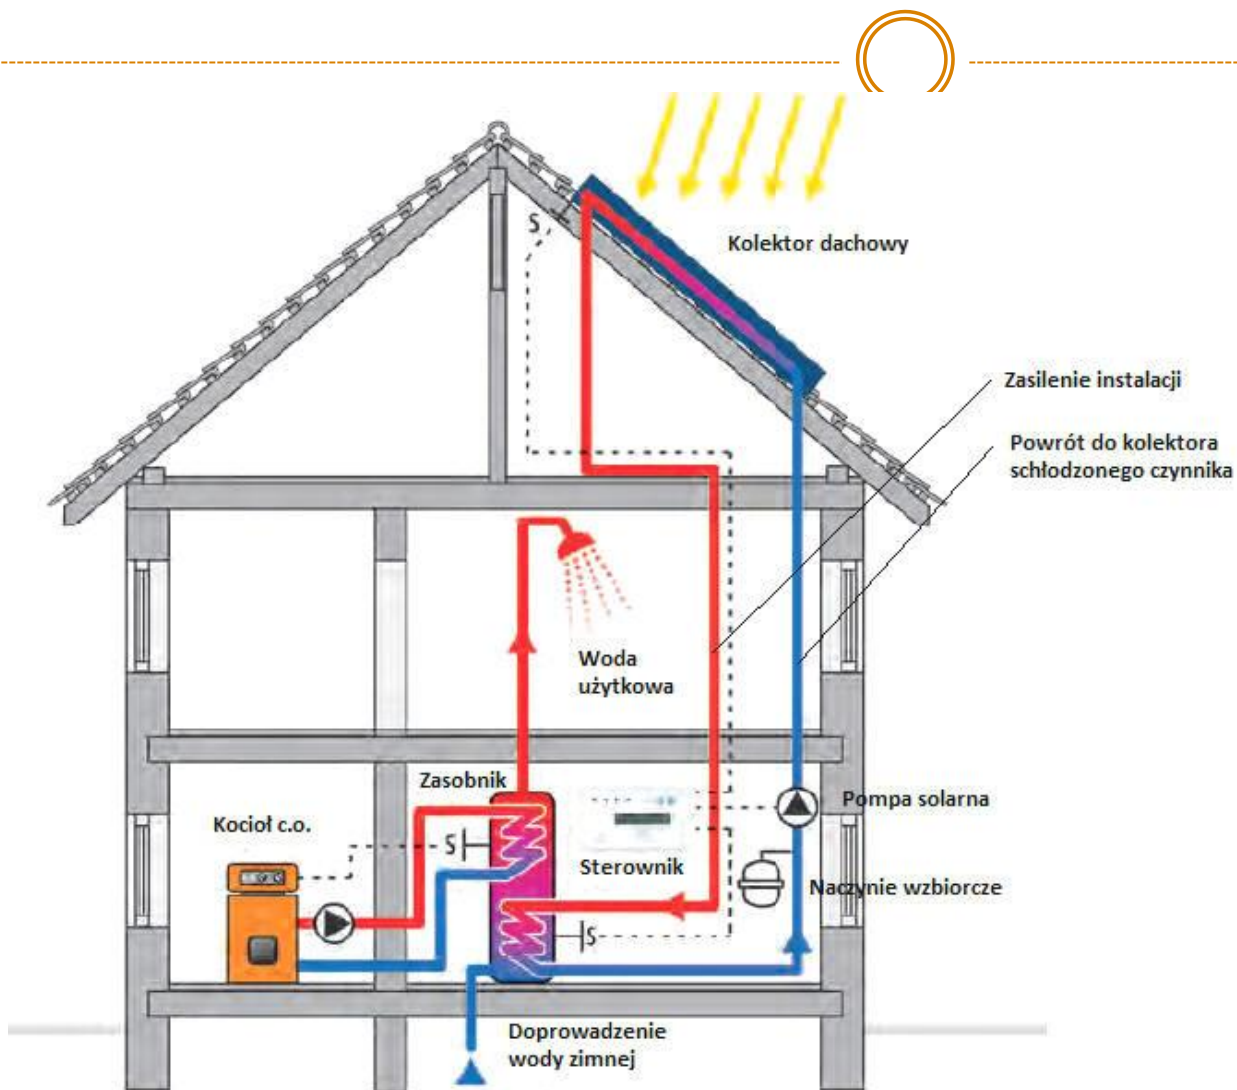 Kolektor dachowy
Zasilenie instalacji
Powrót do kolektora
schłodzonego czynnika
S
Woda
użytkowa
Zasobnik
Kocioł c.o.
S
Sterownik
Pompa solarna
Naczynie wzbiorcze
S
Doprowadzenie
wody zimnej